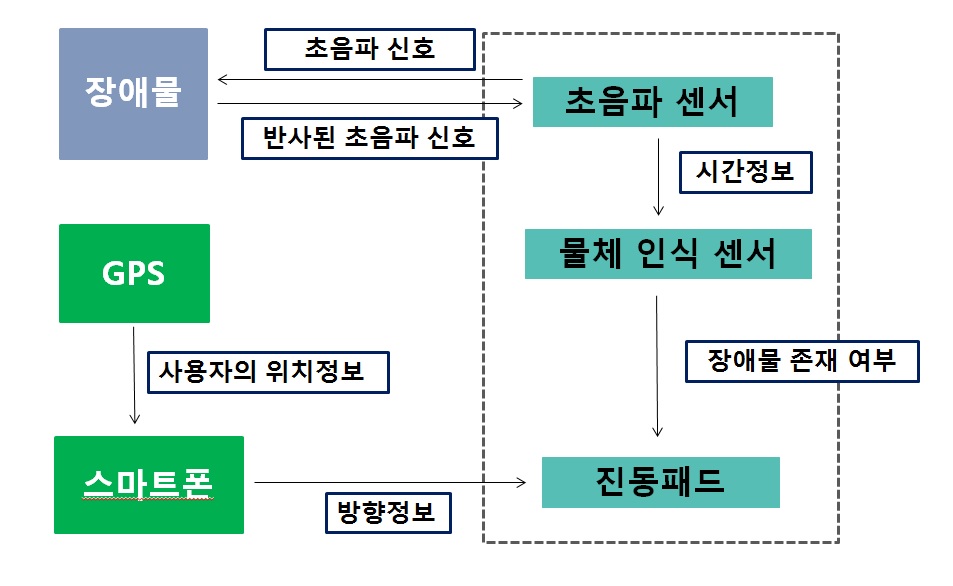 초음파 신호
장애물
초음파 센서
반사된 초음파 신호
시간정보
물체 인식 센서
GPS
사용자의 위치정보
장애물 존재 여부
스마트폰
진동패드
방향정보